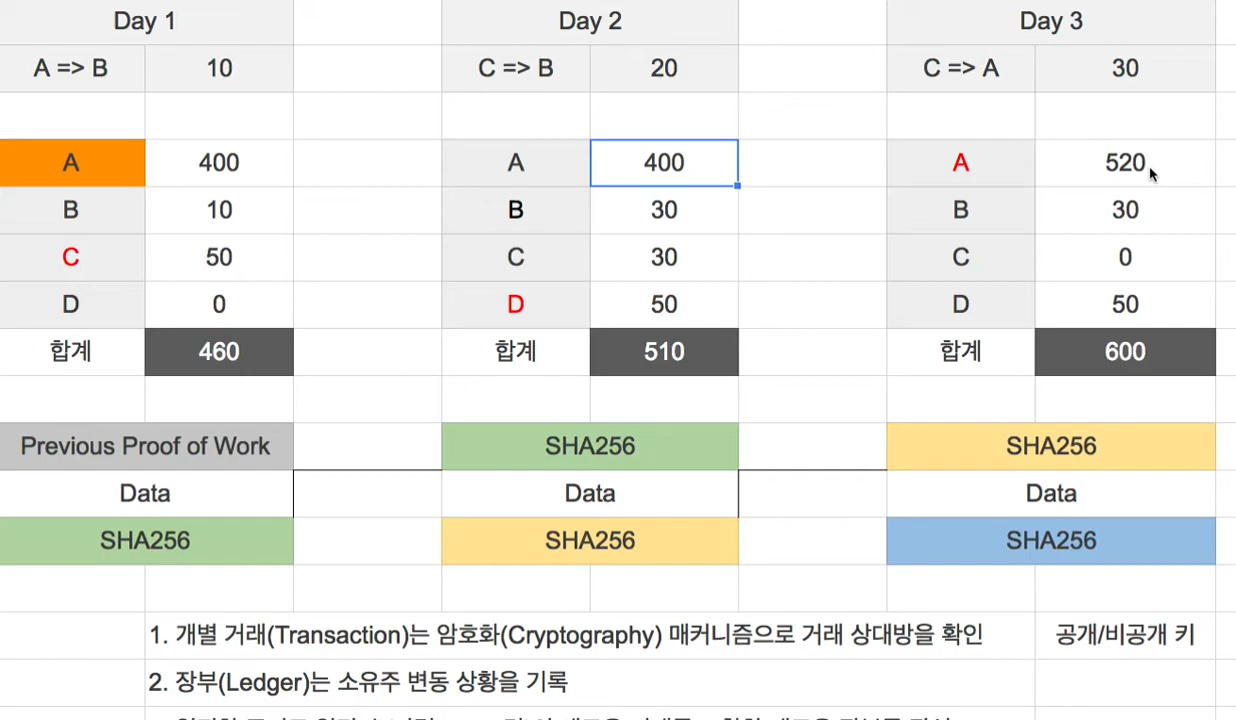 Day 1 Day 2 Day 3
A => B 10 C => B 20 C => A 30
A 400 A 400 A 520
B 10 B 30 B 30
C 50 C 30 C 0
D 0 D 50 D 50
합계 460 합계 510 합계 600
Previous Proof of Work SHA256 SHA256
Data Data Data
SHA256 SHA256 SHA256
1. 개별 거래(Transaction)는 암호화(Cryptography) 매커니즘으로 거래 상대방을 확인 공개/비공개 키
2. 장부(Ledger)는 소유주 변동 상황을 기록